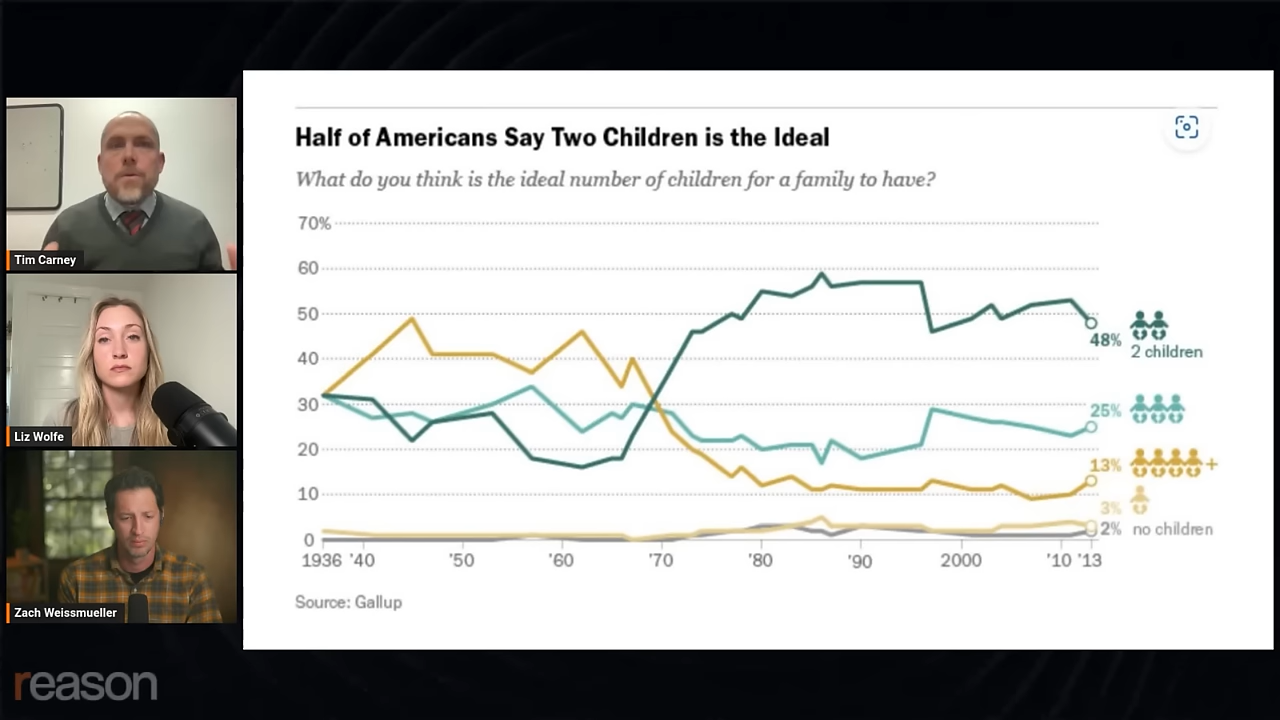 Tim Carney
Liz Wolfe
Zach Weissmueller
reason
Half of Americans Say Two Children is the Ideal
What do you think is the ideal number of children for a family to have?
70%
60
50
40
30
20
10
0
1936 '40 '50 '60 '70 '80 '90 2000 '10 '13
48%
2 children
25%
13% +
3%
2% no children
Source: Gallup